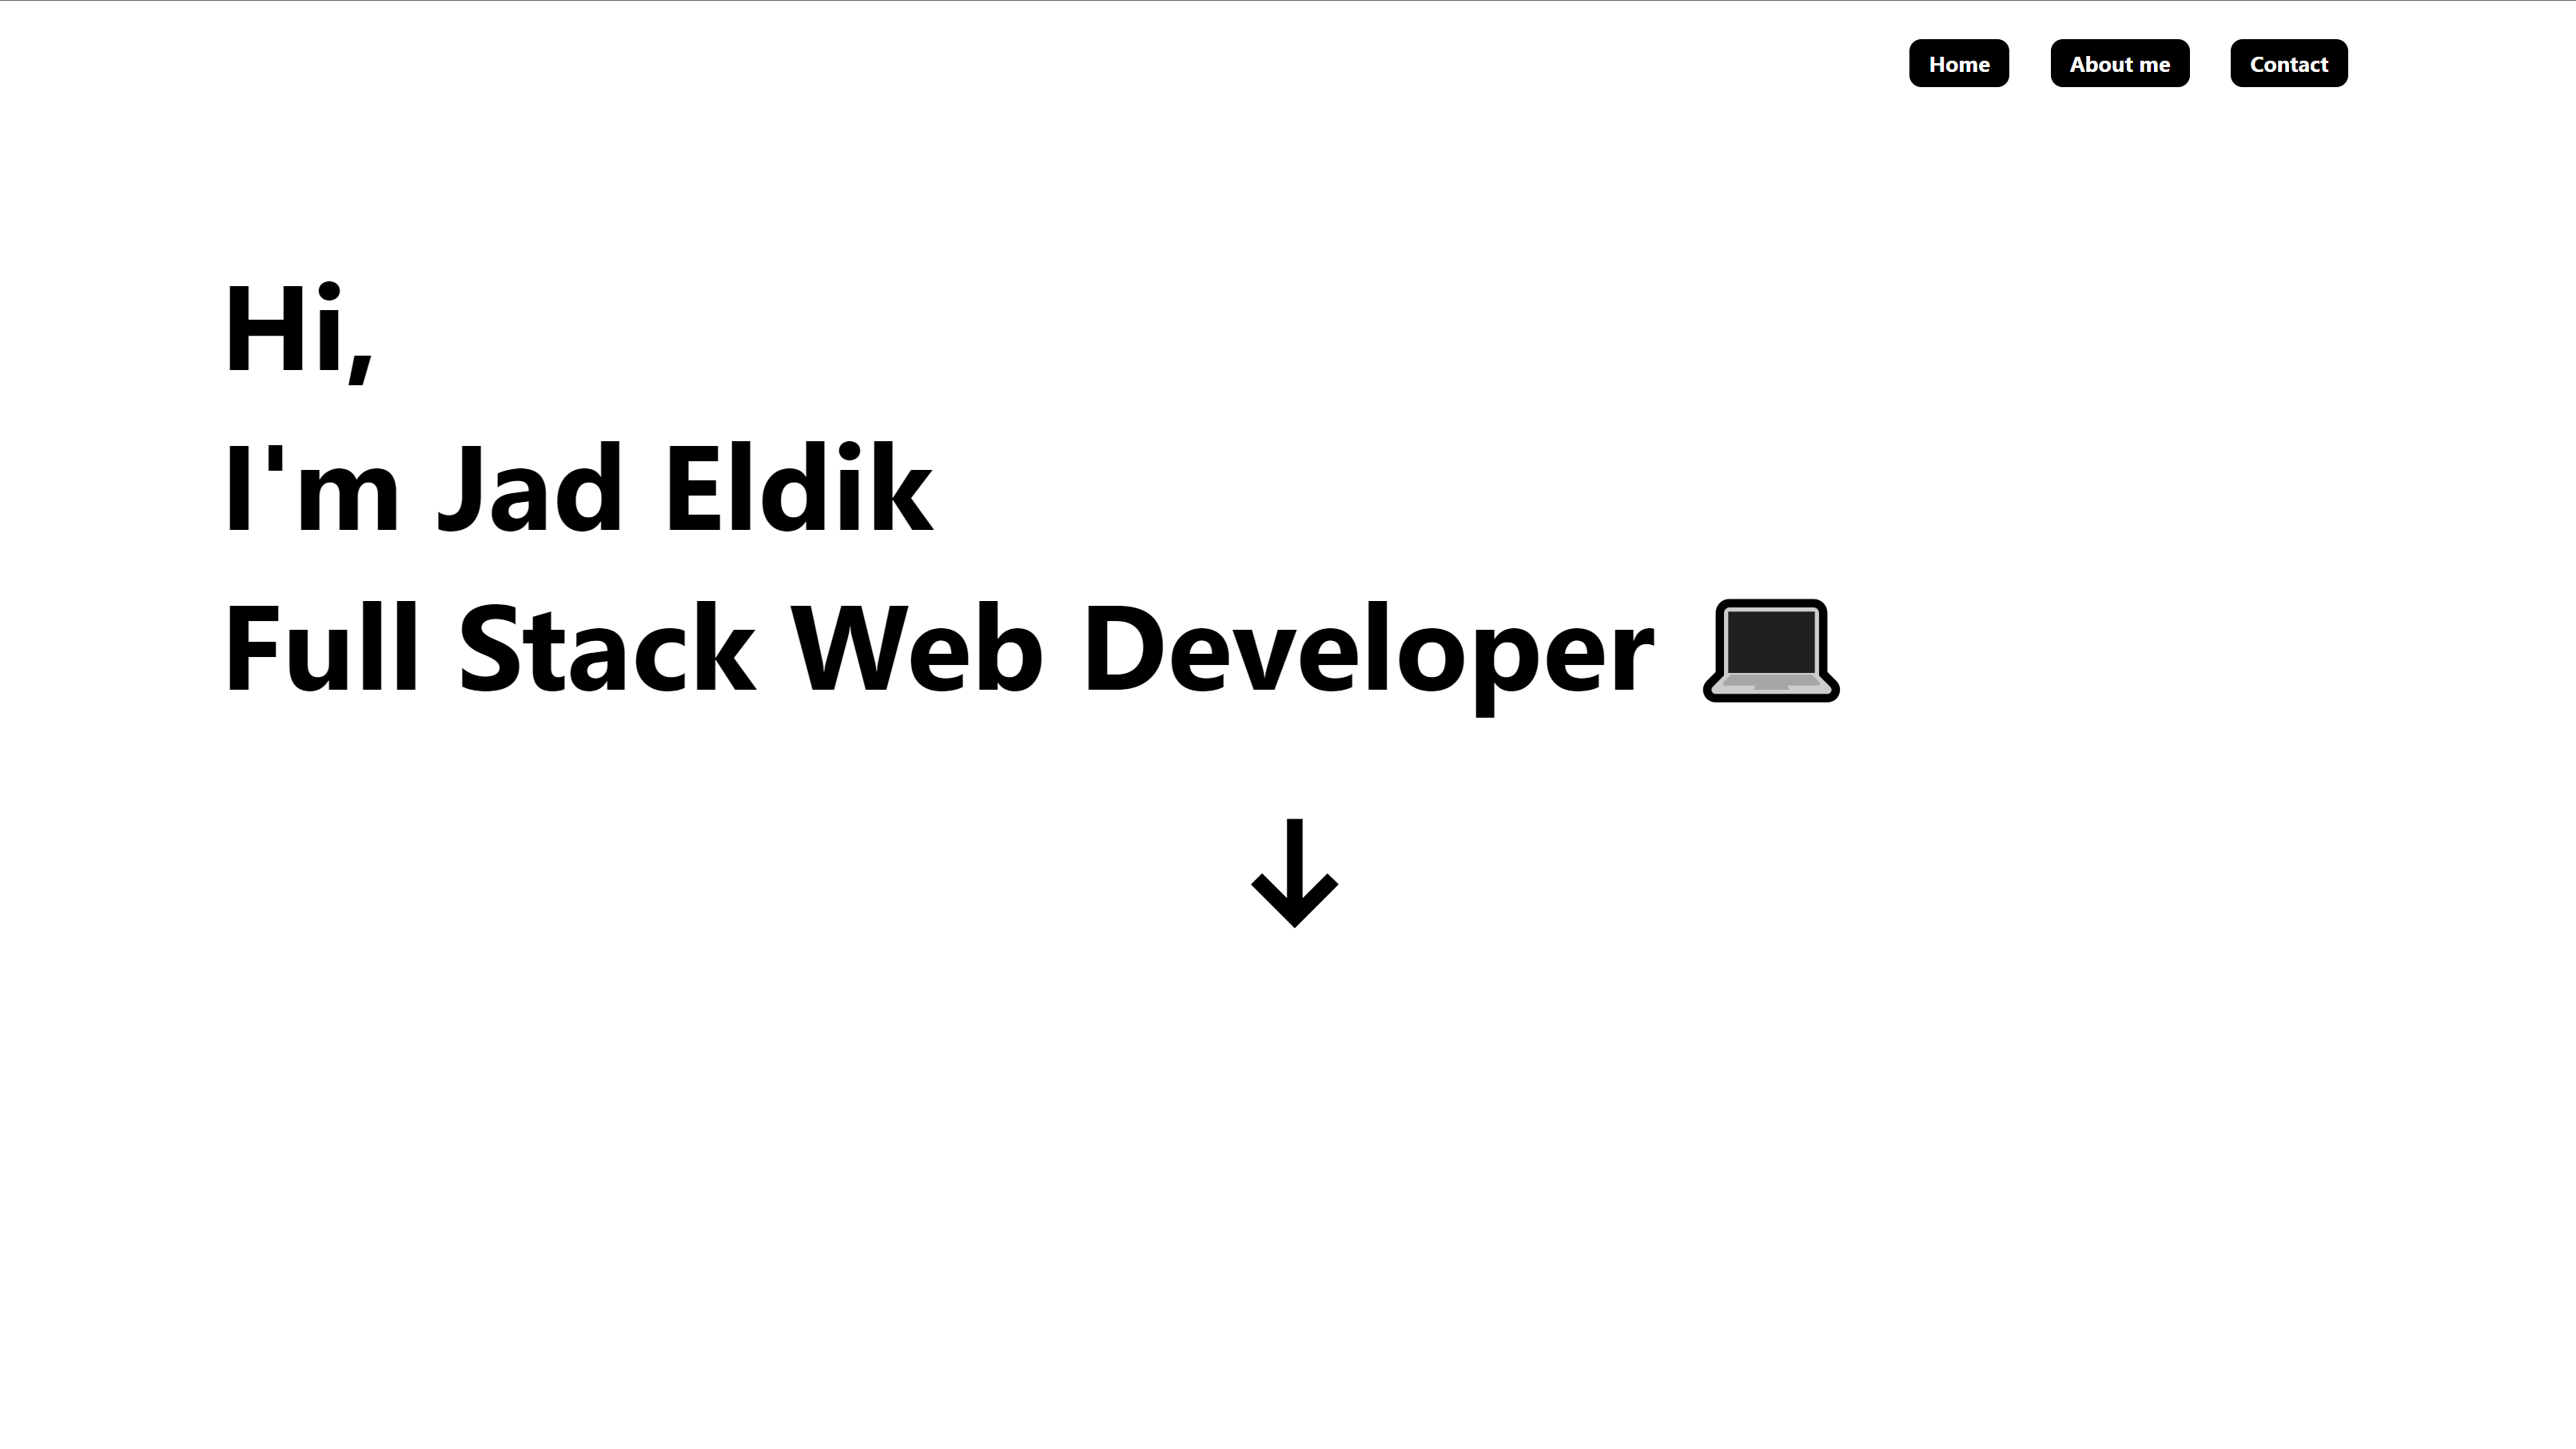 Home
About me
Contact
Hi,
I'm Jad Eldik
Full Stack Web Developer 💻
↓